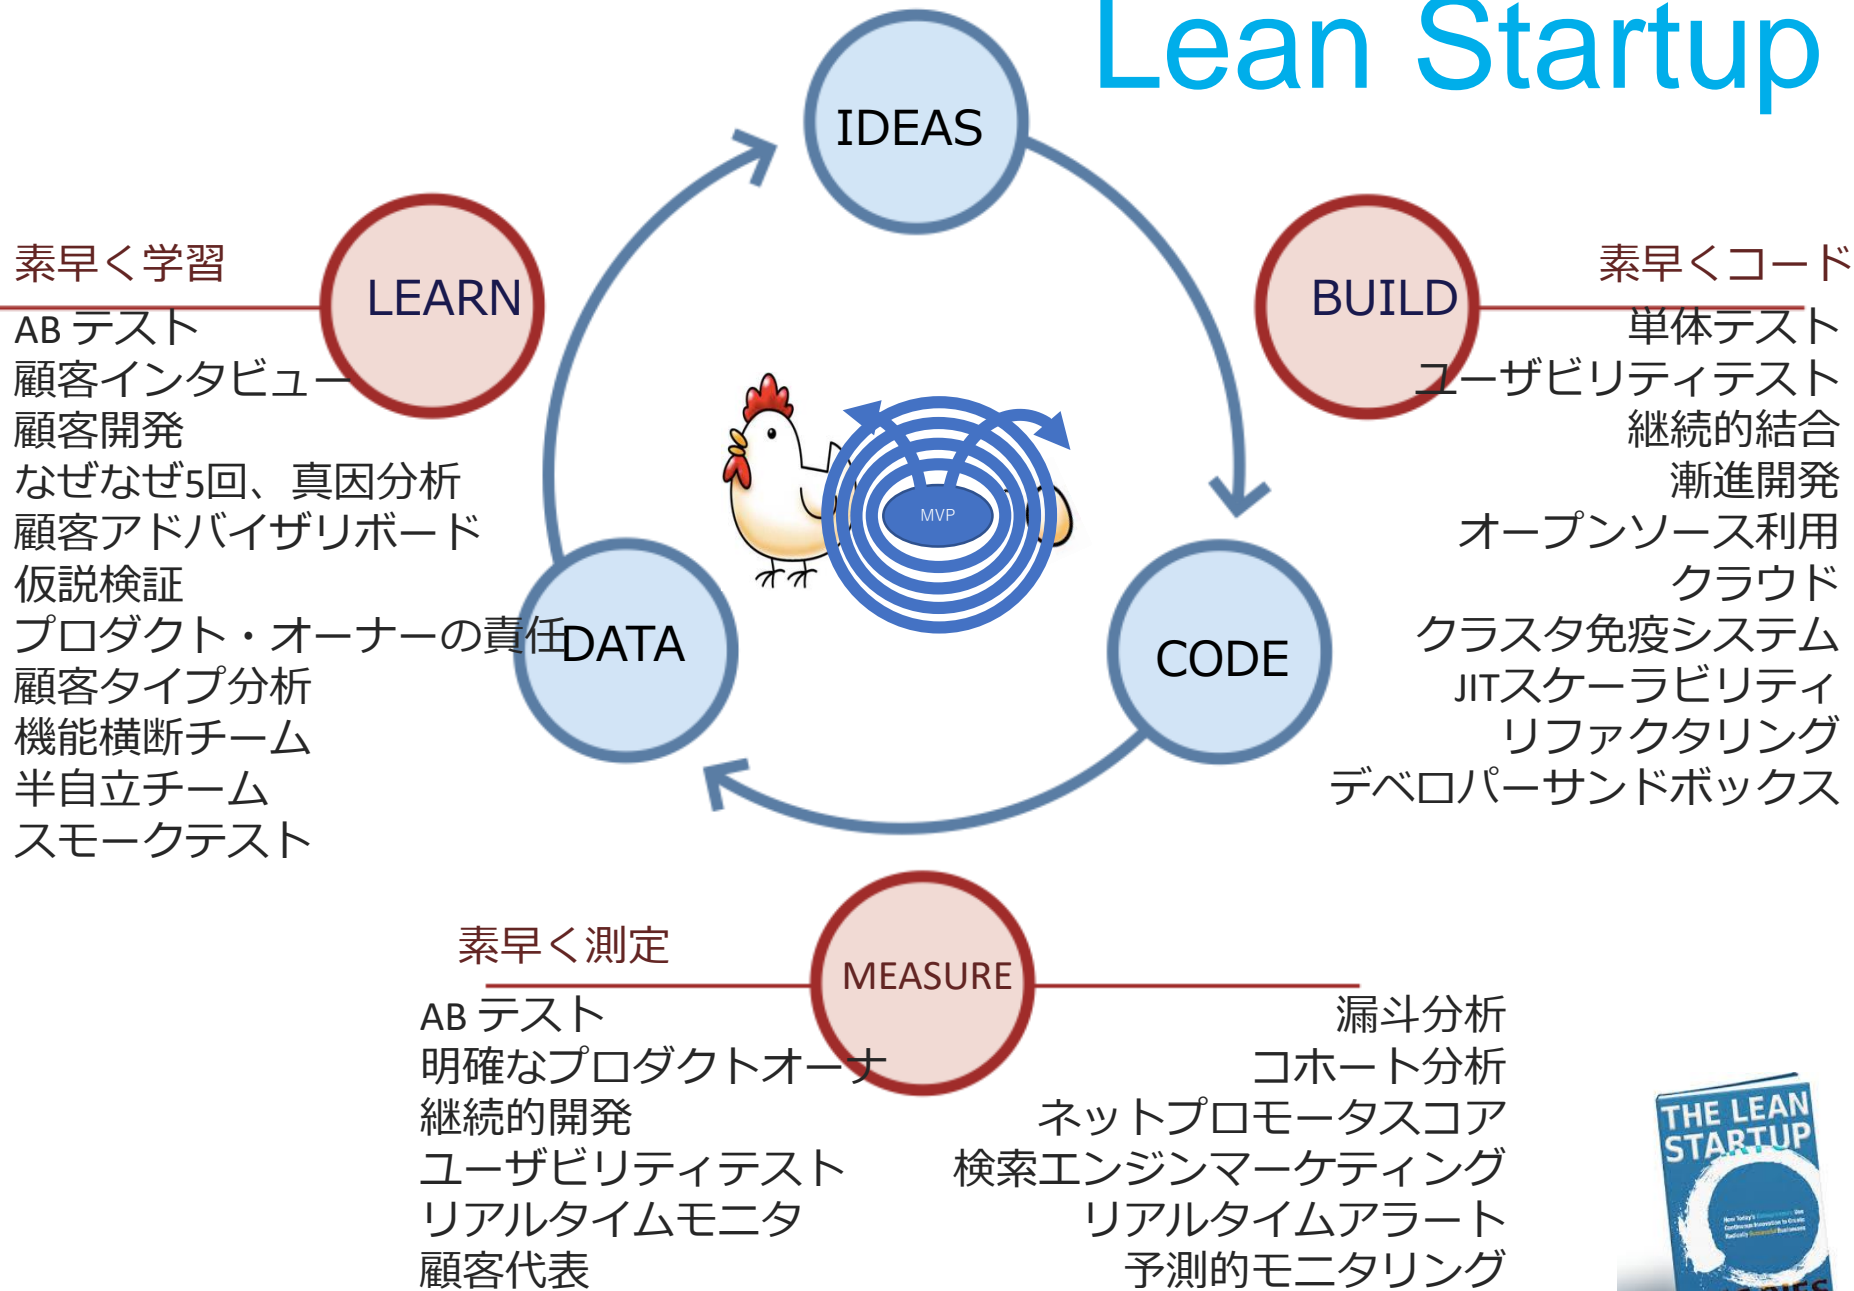 Lean Startup
IDEAS
素早く学習
LEARN
AB テスト
顧客インタビュー
顧客開発
なぜなぜ5回、真因分析
顧客アドバイザリボード
仮説検証
プロダクト・オーナーの責任
顧客タイプ分析
機能横断チーム
半自立チーム
スモークテスト
素早くコード
BUILD
単体テスト
ユーザビリティテスト
継続的結合
漸進開発
オープンソース利用
クラウド
クラスタ免疫システム
JITスケーラビリティ
リファクタリング
デベロパーサンドボックス
MVP
DATA
CODE
素早く測定
MEASURE
AB テスト
明確なプロダクトオーナ
継続的開発
ユーザビリティテスト
リアルタイムモニタ
顧客代表
漏斗分析
コホート分析
ネットプロモータスコア
検索エンジンマーケティング
リアルタイムアラート
予測的モニタリング
THE LEAN
STARTUP
How Today's Entrepreneurs Use
Continuous Innovation to Create
Radically Successful Businesses